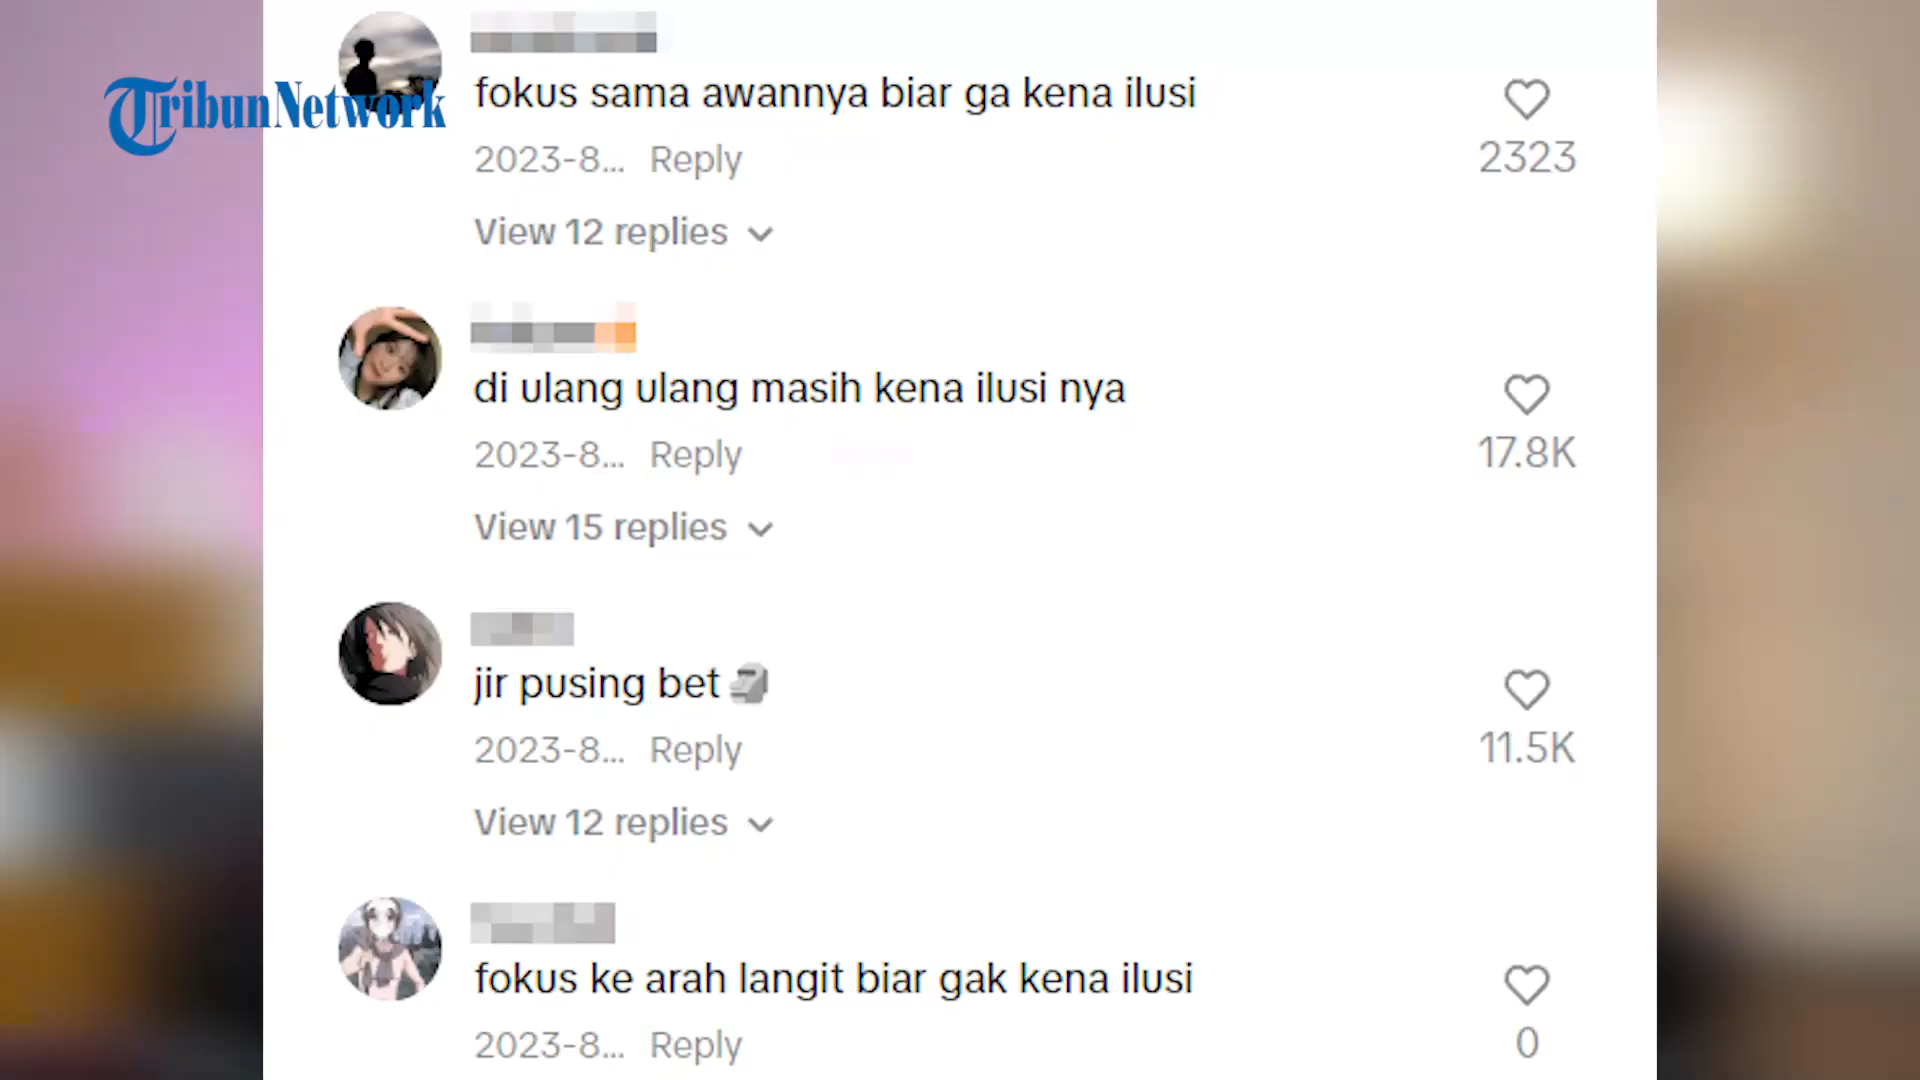 TribunNetwork
fokus sama awannya biar ga kena ilusi
2023-8... Reply
2323
View 12 replies
di ulang ulang masih kena ilusi nya
2023-8... Reply
17.8K
View 15 replies
jir pusing bet🗿
2023-8... Reply
11.5K
View 12 replies
fokus ke arah langit biar gak kena ilusi
2023-8... Reply
0